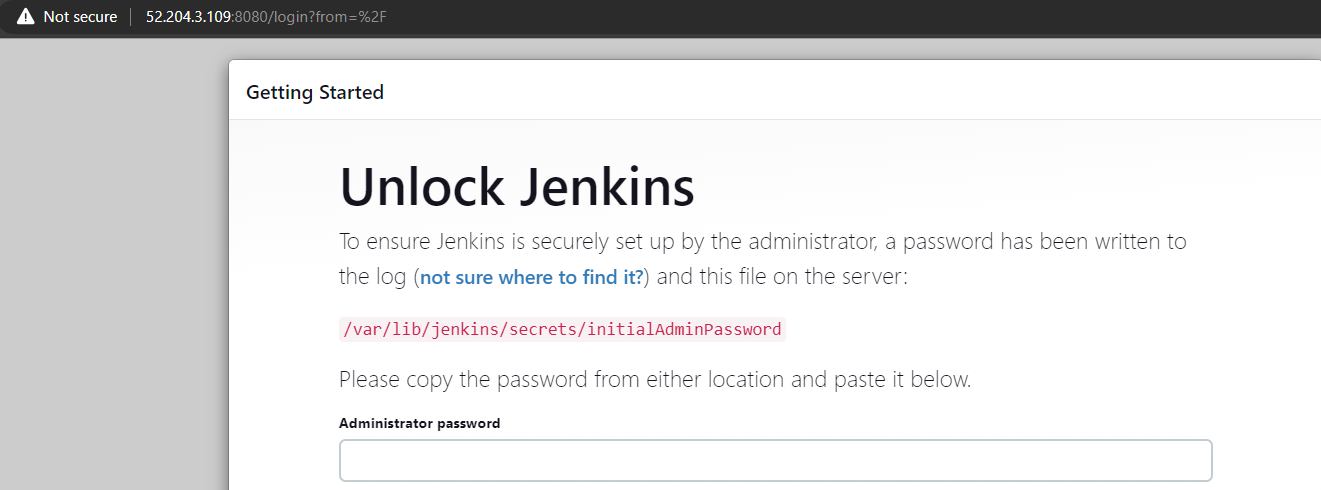 Not secure 52.204.3.109:8080/login?from=%2F
Getting Started
Unlock Jenkins
To ensure Jenkins is securely set up by the administrator, a password has been written to
the log (not sure where to find it?) and this file on the server:
/var/lib/jenkins/secrets/initialAdminPassword
Please copy the password from either location and paste it below.
Administrator password